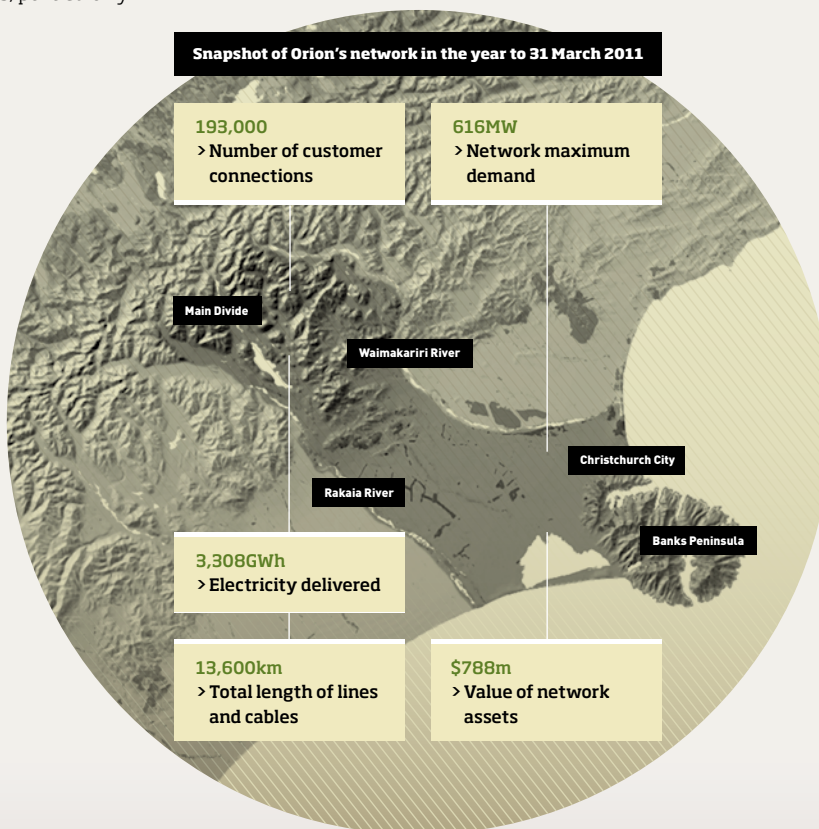 Snapshot of Orion's network in the year to 31 March 2011
193,000
> Number of customer
connections
616MW
> Network maximum
demand
Main Divide
Waimakariri River
Christchurch City
Rakaia River
Banks Peninsula
3,308GWh
> Electricity delivered
13,600km
> Total length of lines
and cables
$788m
> Value of network
assets